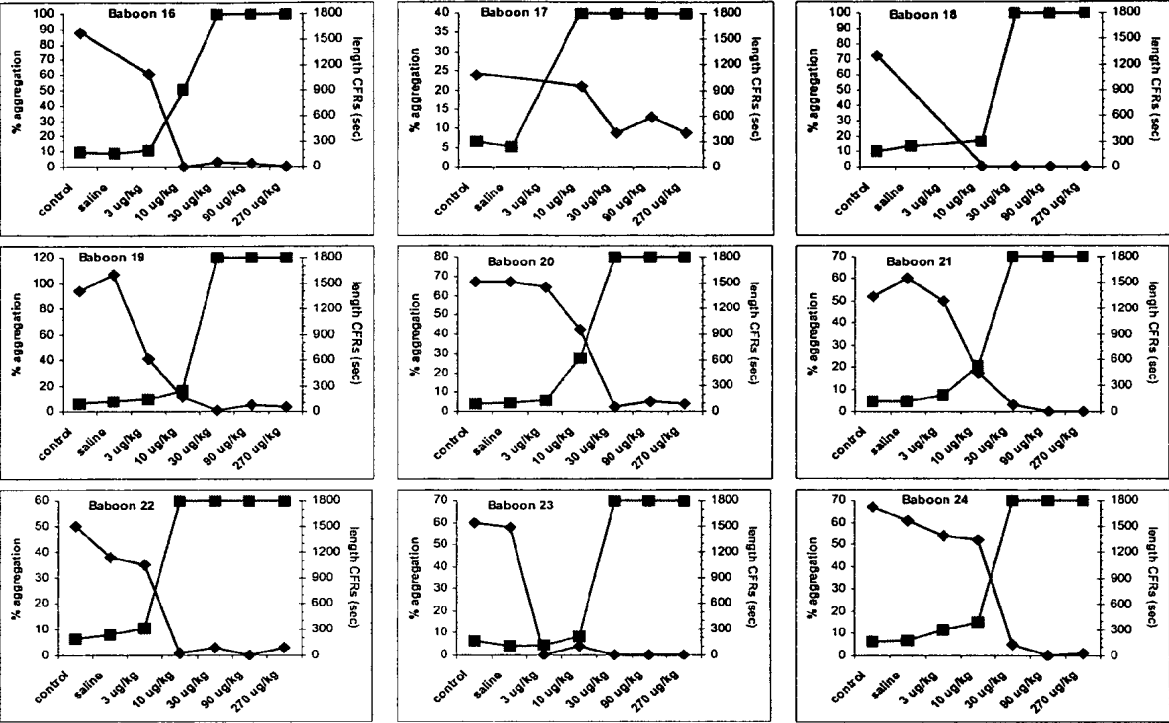 Baboon 16
% aggregation
100
90
80
70
60
50
40
30
20
10
0
1800
1500
1200
900
600
300
0
length CFRs (sec)
control
saline
3 ug/kg
10 ug/kg
30 ug/kg
90 ug/kg
270 ug/kg
Baboon 17
% aggregation
40
35
30
25
20
15
10
5
0
1800
1500
1200
900
600
300
0
length CFRs (sec)
control
saline
3 ug/kg
10 ug/kg
30 ug/kg
90 ug/kg
270 ug/kg
Baboon 18
% aggregation
100
90
80
70
60
50
40
30
20
10
0
1800
1500
1200
900
600
300
0
length CFRs (sec)
control
saline
3 ug/kg
10 ug/kg
30 ug/kg
90 ug/kg
270 ug/kg
Baboon 19
% aggregation
120
100
80
60
40
20
0
1800
1500
1200
900
600
300
0
length CFRs (sec)
control
saline
3 ug/kg
10 ug/kg
30 ug/kg
80 ug/kg
270 ug/kg
Baboon 20
% aggregation
80
70
60
50
40
30
20
10
0
1800
1500
1200
900
600
300
0
length CFRs (sec)
control
saline
3 ug/kg
10 ug/kg
30 ug/kg
90 ug/kg
270 ug/kg
Baboon 21
% aggregation
70
60
50
40
30
20
10
0
1800
1500
1200
900
600
300
0
length CFRs (sec)
control
saline
3 ug/kg
10 ug/kg
30 ug/kg
90 ug/kg
270 ug/kg
Baboon 22
% aggregation
60
50
40
30
20
10
0
1800
1500
1200
900
600
300
0
length CFRs (sec)
control
saline
3 ug/kg
10 ug/kg
30 ug/kg
90 ug/kg
270 ug/kg
Baboon 23
% aggregation
70
60
50
40
30
20
10
0
1800
1500
1200
900
600
300
0
length CFRs (sec)
control
saline
3 ug/kg
10 ug/kg
30 ug/kg
90 ug/kg
270 ug/kg
Baboon 24
% aggregation
70
60
50
40
30
20
10
0
1800
1500
1200
900
600
300
0
length CFRs (sec)
control
saline
3 ug/kg
10 ug/kg
30 ug/kg
90 ug/kg
270 ug/kg